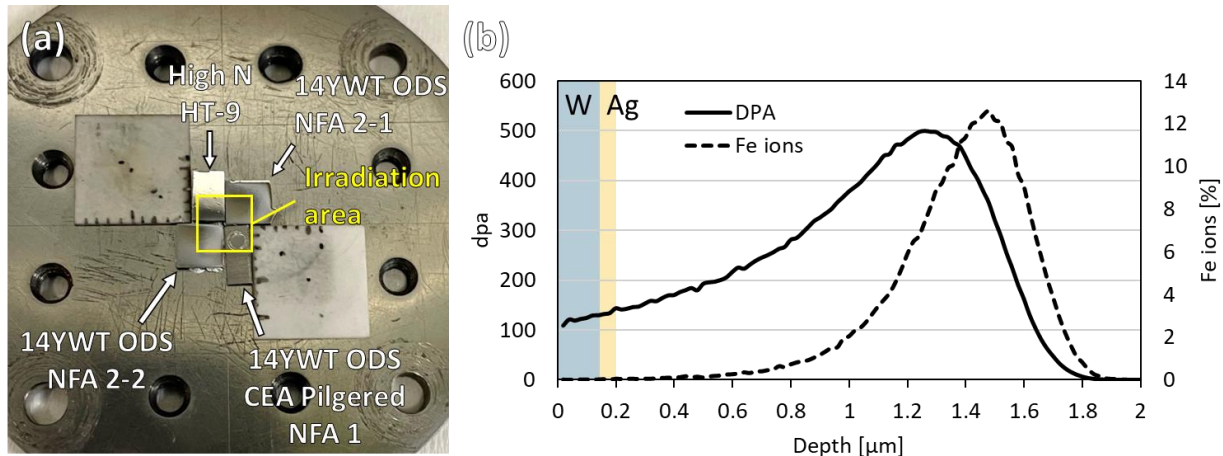 (a)
High N
HT-9
14YWT ODS
NFA 2-1
Irradiation
area
14YWT ODS
NFA 2-2
14YWT ODS
CEA Pilgered
NFA 1
(b)
600
500
400
300
200
100
0
dpa
W
Ag
DPA
Fe ions
14
12
10
8
6
4
2
0
Fe ions [%]
0 0.2 0.4 0.6 0.8 1 1.2 1.4 1.6 1.8 2
Depth [µm]